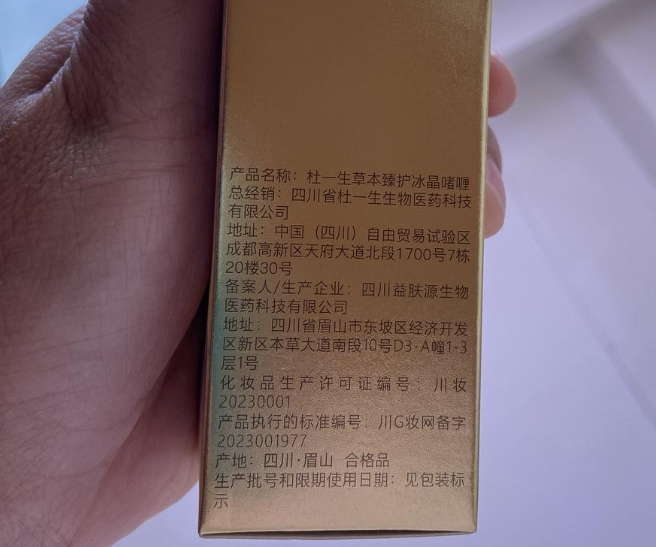 产品名称：杜一生草本臻护冰晶啫喱
总经销：四川省杜一生生物医药科技
有限公司
地址：中国（四川）自由贸易试验区
成都高新区天府大道北段1700号7栋
20楼30号
备案人/生产企业：四川益肤源生物
医药科技有限公司
地址：四川省眉山市东坡区经济开发
区新区本草大道南段10号D3-A幢1-3
层1号
化妆品生产许可证编号：川妆
20230001
产品执行的标准编号：川G妆网备字
2023001977
产地：四川·眉山 合格品
生产批号和限期使用日期：见包装标
示